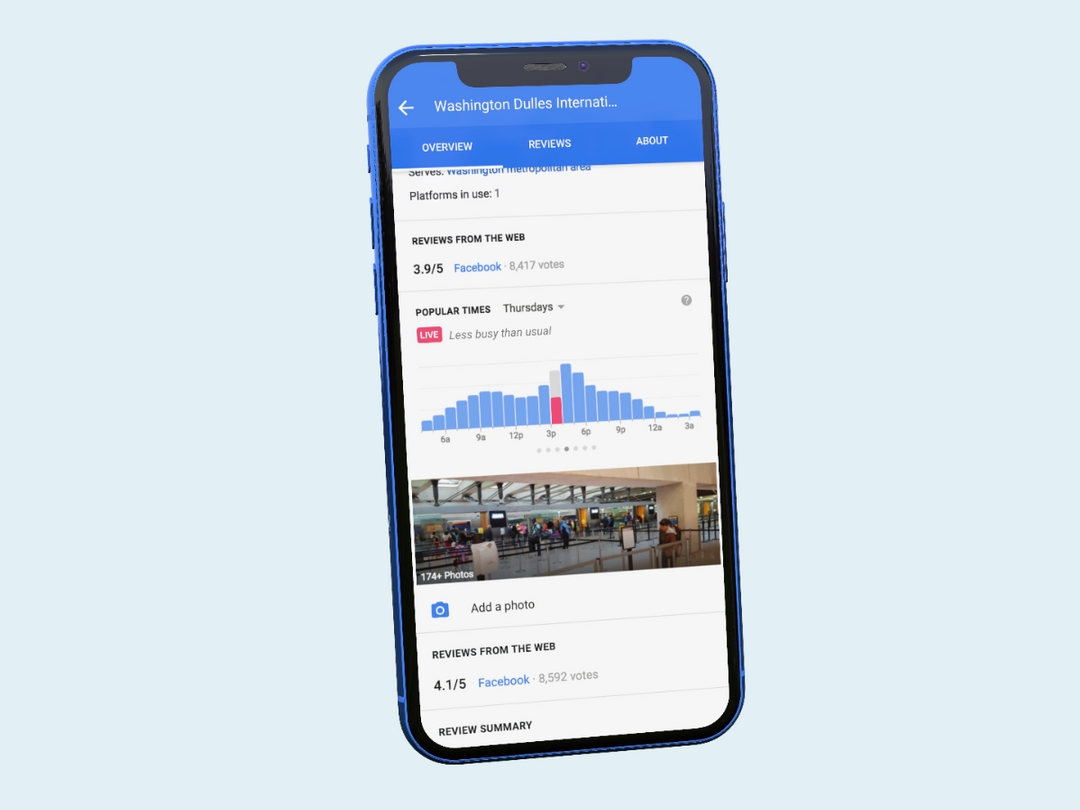 Washington Dulles Internati...
OVERVIEW REVIEWS ABOUT
Serves: Washington metropolitan area
Platforms in use: 1
REVIEWS FROM THE WEB
3.9/5 Facebook · 8,417 votes
POPULAR TIMES Thursdays
?
LIVE Less busy than usual
6a 9a 12p 3p 6p 9p 12a 3a
174+ Photos
Add a photo
REVIEWS FROM THE WEB
4.1/5 Facebook · 8,592 votes
REVIEW SUMMARY